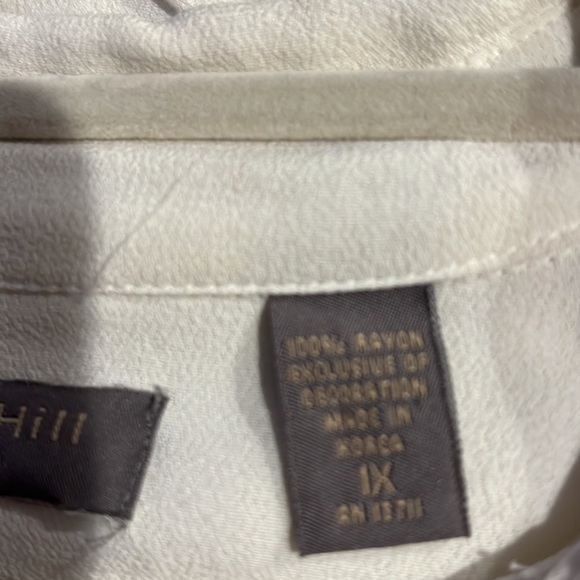 Hill
100% RAYON
EXCLUSIVE OF
DECORATION
MADE IN
KOREA
1X